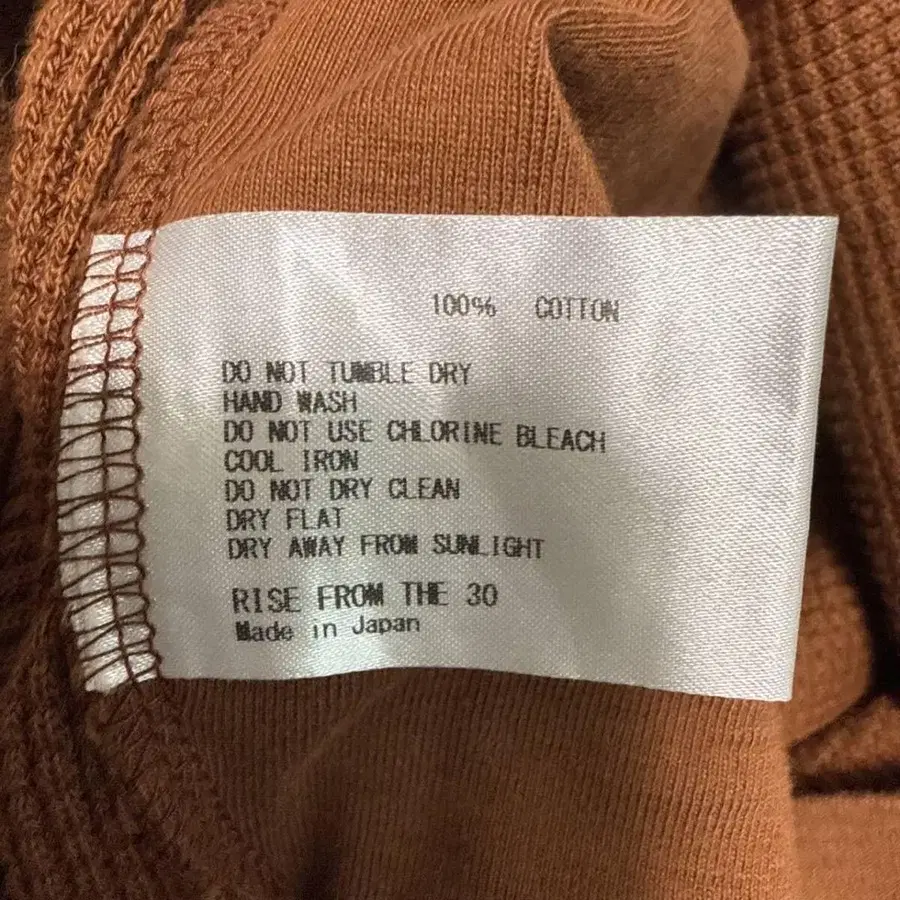 100% COTTON
DO NOT TUMBLE DRY
HAND WASH
DO NOT USE CHLORINE BLEACH
COOL IRON
DO NOT DRY CLEAN
DRY FLAT
DRY AWAY FROM SUNLIGHT
RISE FROM THE 30
Made in Japan